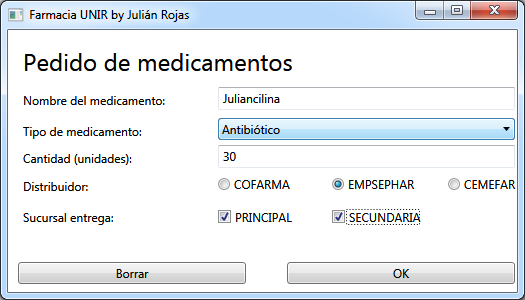 Farmacia UNIR by Julián Rojas
Pedido de medicamentos
Nombre del medicamento: Juliancilina
Tipo de medicamento: Antibiótico
Cantidad (unidades): 30
Distribuidor: COFARMA EMPSEPHAR CEMEFAR
Sucursal entrega: PRINCIPAL SECUNDARIA
Borrar OK